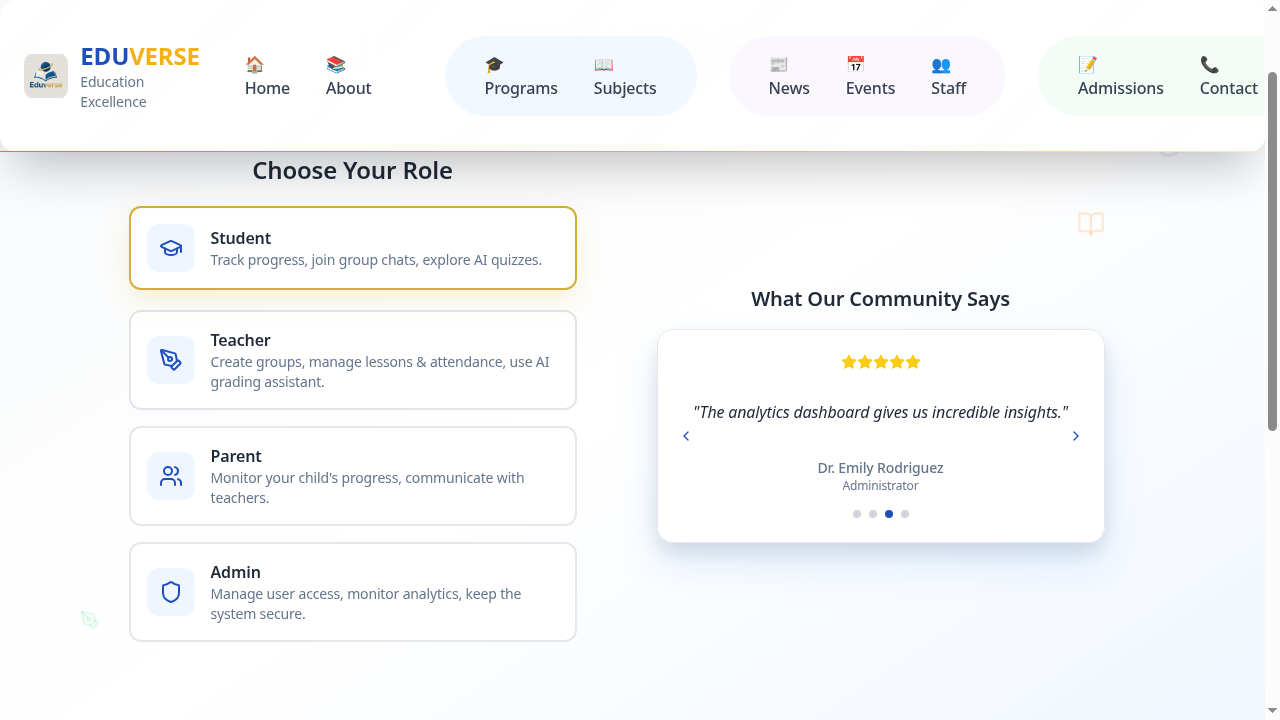 EDUVERSE
Education
Excellence
Eduverse
🏠
Home
📚
About
🎓
Programs
📖
Subjects
📰
News
📅
Events
👥
Staff
📝
Admissions
📞
Contact
Choose Your Role
Student
Track progress, join group chats, explore AI quizzes.
Teacher
Create groups, manage lessons & attendance, use AI
grading assistant.
Parent
Monitor your child's progress, communicate with
teachers.
Admin
Manage user access, monitor analytics, keep the
system secure.
What Our Community Says
"The analytics dashboard gives us incredible insights."
Dr. Emily Rodriguez
Administrator